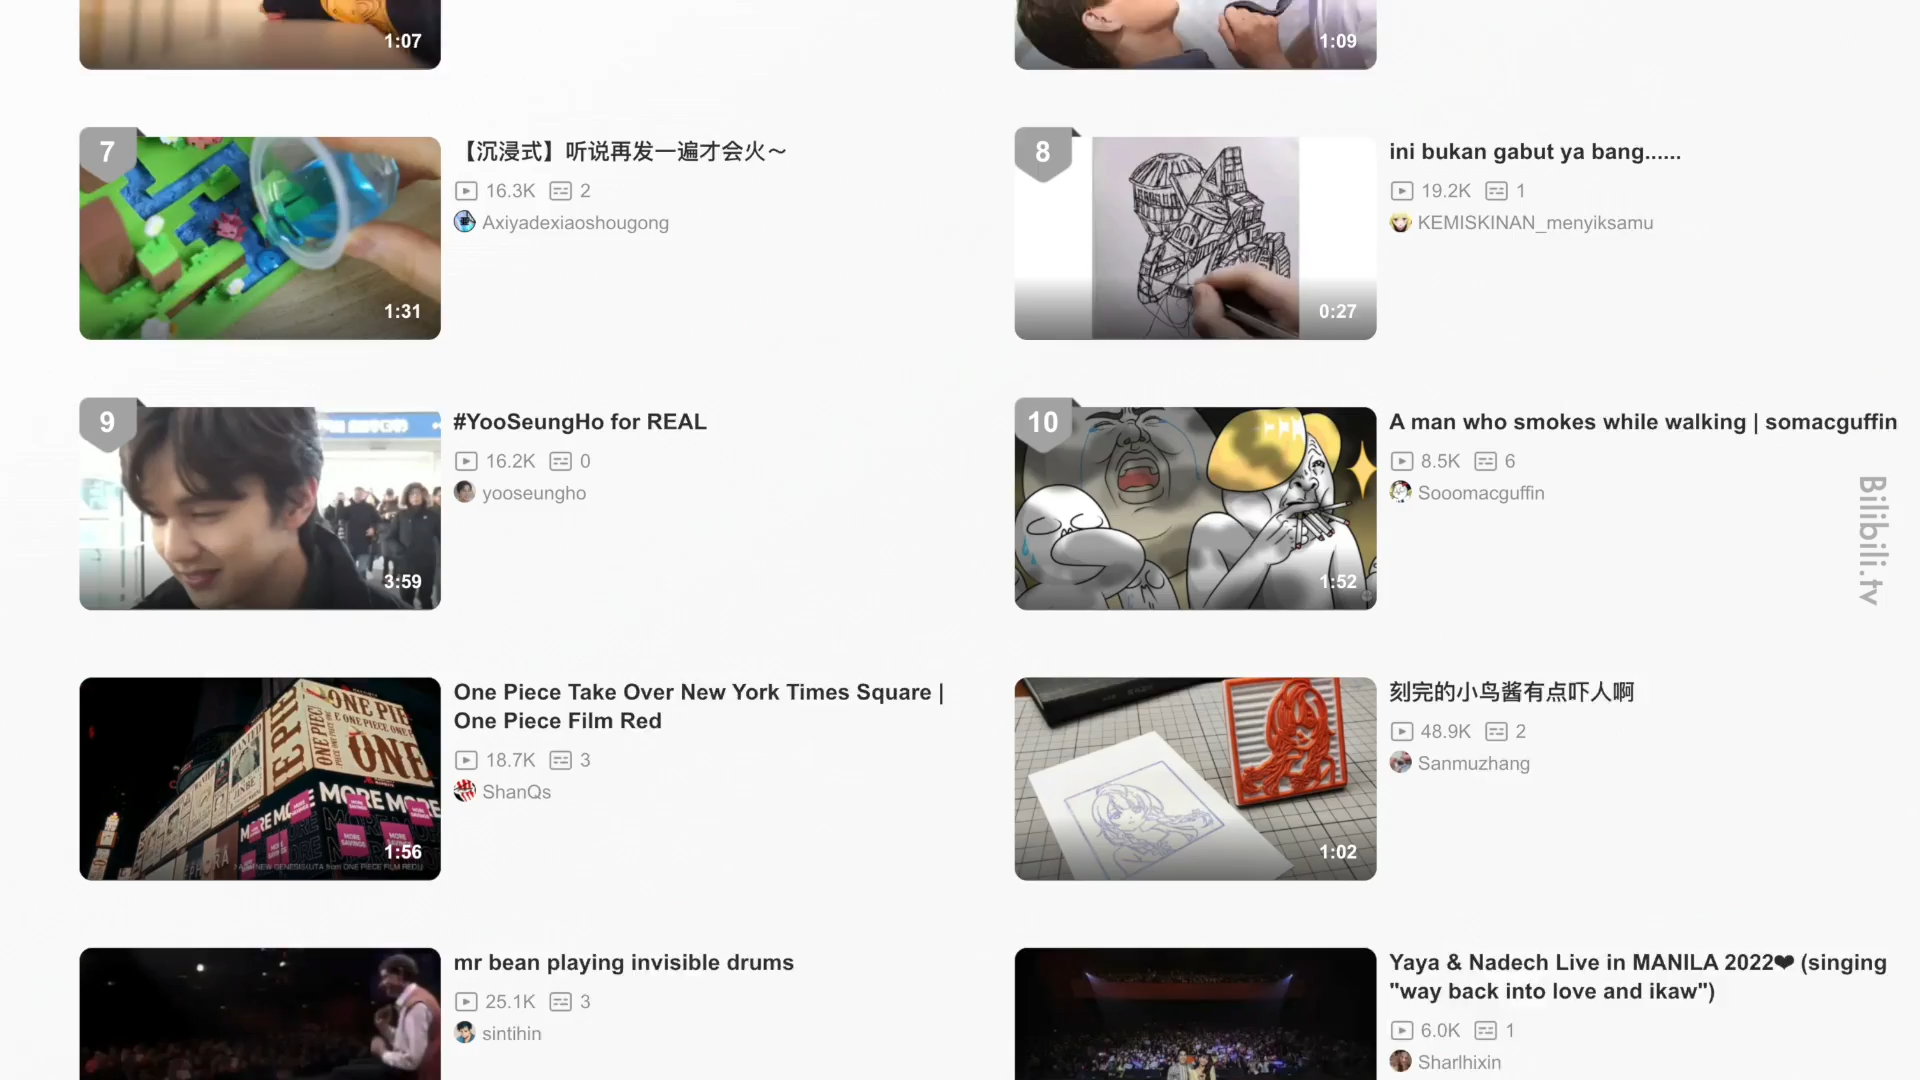 1:07
1:09
7
【沉浸式】听说再发一遍才会火～
16.3K 2
Axiyadexiaoshougong
1:31
8
ini bukan gabut ya bang......
19.2K 1
KEMISKINAN_menyiksamu
0:27
9
#YooSeungHo for REAL
16.2K 0
yooseungho
3:59
10
A man who smokes while walking | somacguffin
8.5K 6
Sooomacguffin
1:52
Bilibili.tv
One Piece Take Over New York Times Square |
One Piece Film Red
18.7K 3
ShanQs
ONE PIE
ONE
MORE MORE
1:56
刻完的小鸟酱有点吓人啊
48.9K 2
Sanmuzhang
1:02
mr bean playing invisible drums
25.1K 3
sintihin
Yaya & Nadech Live in MANILA 2022❤ (singing
"way back into love and ikaw")
6.0K 1
Sharlhixin